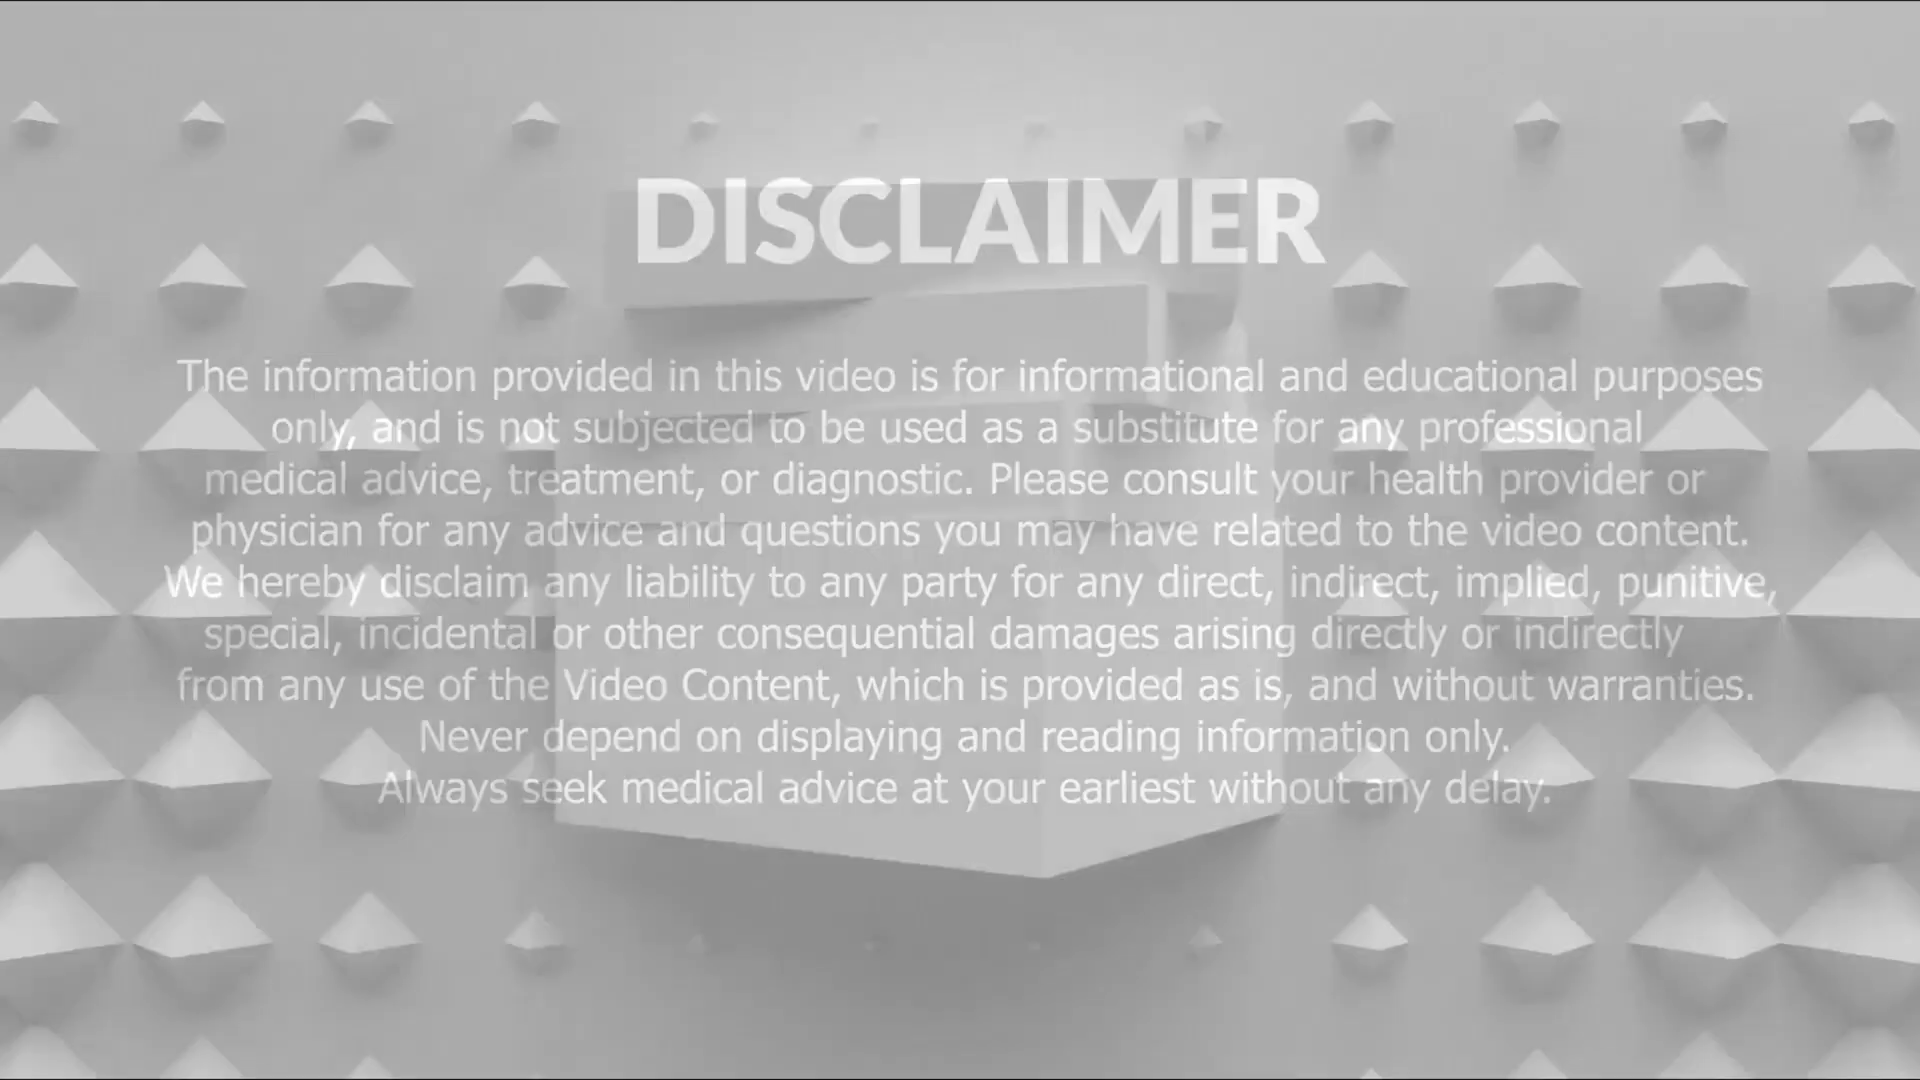 DISCLAIMER
The information provided in this video is for informational and educational purposes
only, and is not subjected to be used as a substitute for any professional
medical advice, treatment, or diagnostic. Please consult your health provider or
physician for any advice and questions you may have related to the video content.
We hereby disclaim any liability to any party for any direct, indirect, implied, punitive,
special, incidental or other consequential damages arising directly or indirectly
from any use of the Video Content, which is provided as is, and without warranties.
Never depend on displaying and reading information only.
Always seek medical advice at your earliest without any delay.